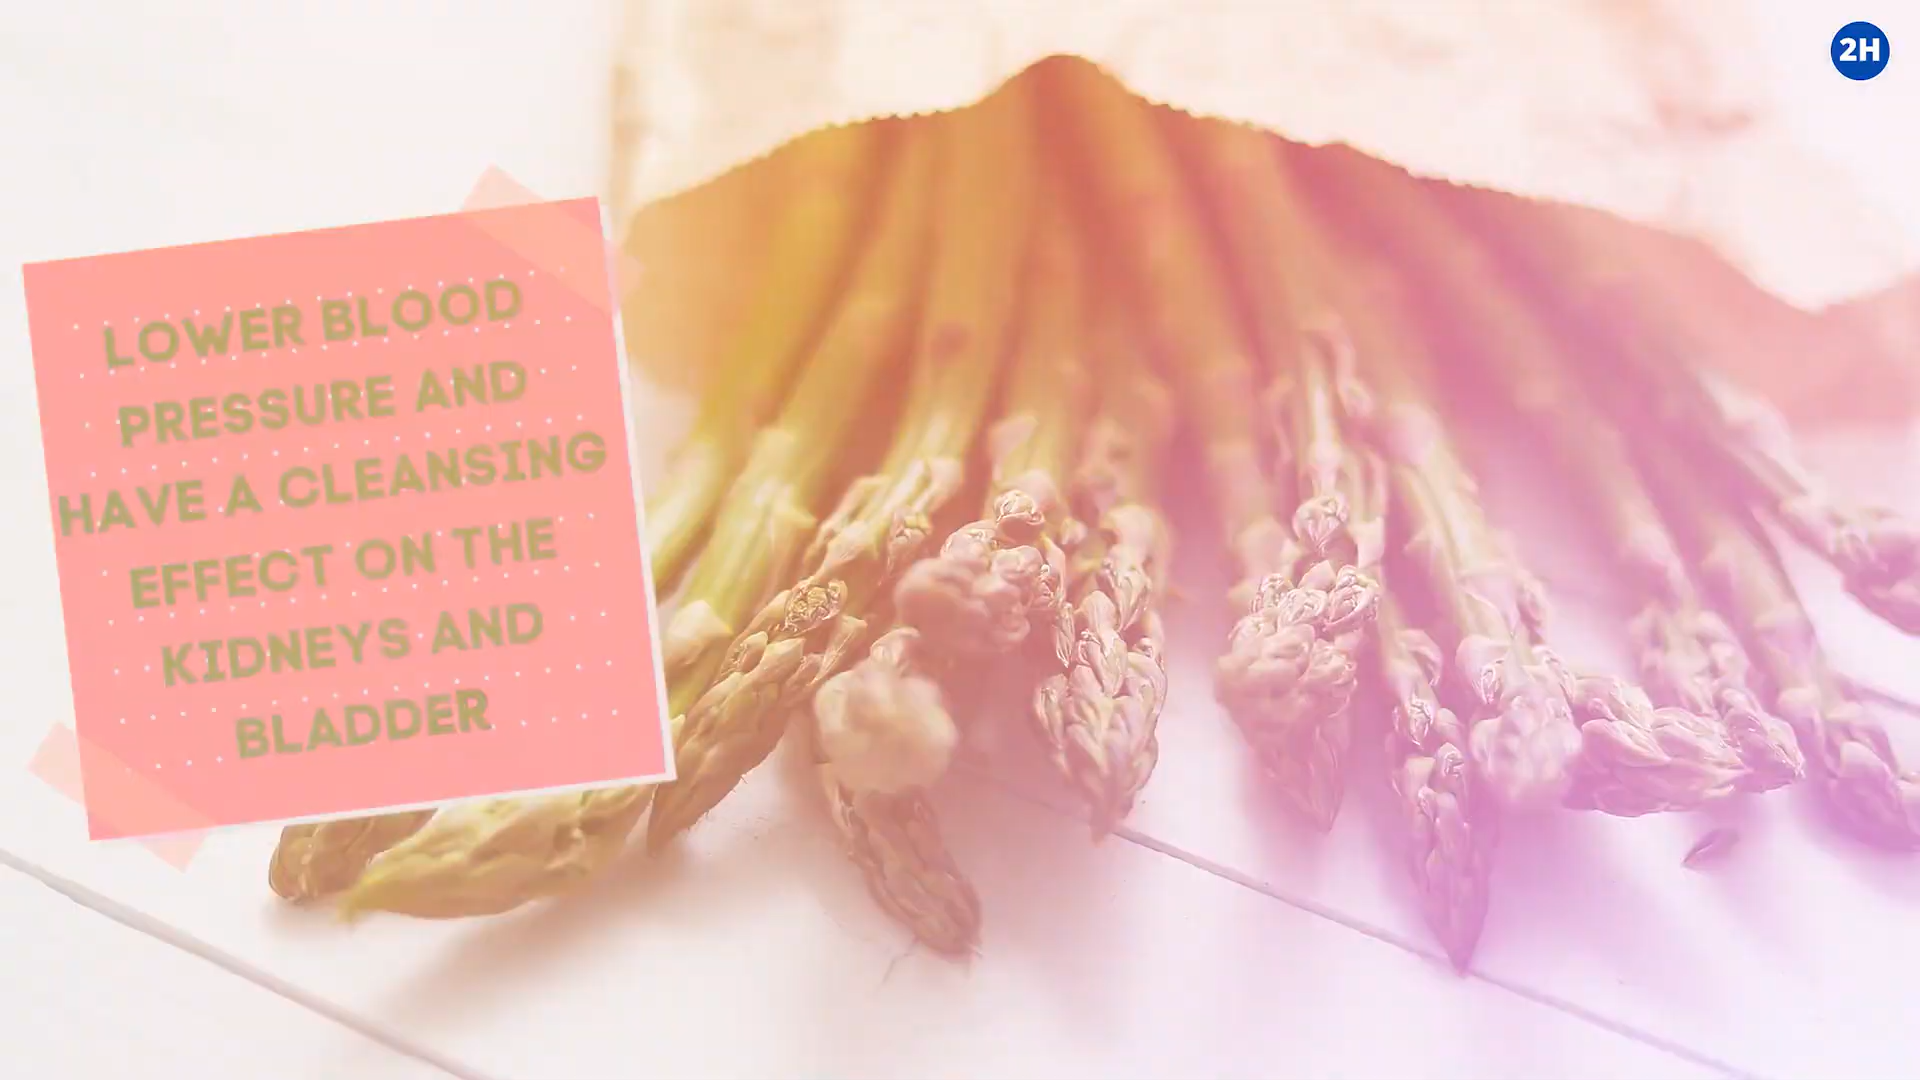 LOWER BLOOD
PRESSURE AND
HAVE A CLEANSING
EFFECT ON THE
KIDNEYS AND
BLADDER
2H